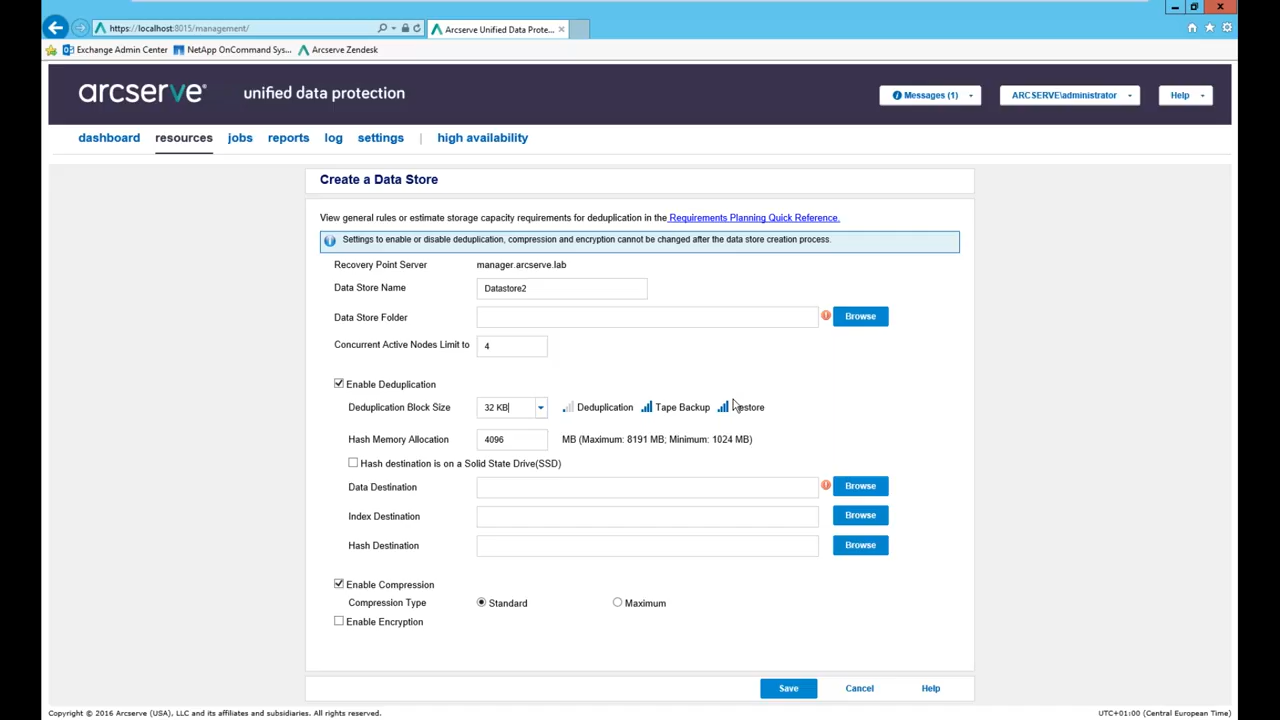 https://localhost:8015/management/
Arcserve Unified Data Prote...
Exchange Admin Center
NetApp OnCommand Sys...
Arcserve Zendesk
arcserve®
unified data protection
Messages (1)
ARCSERVE\administrator
Help
dashboard
resources
jobs
reports
log
settings
|
high availability
Create a Data Store
View general rules or estimate storage capacity requirements for deduplication in the Requirements Planning Quick Reference.
Settings to enable or disable deduplication, compression and encryption cannot be changed after the data store creation process.
Recovery Point Server manager.arcserve.lab
Data Store Name Datastore2
Data Store Folder Browse
Concurrent Active Nodes Limit to 4
Enable Deduplication
Deduplication Block Size 32 KB Deduplication Tape Backup estore
Hash Memory Allocation 4096 MB (Maximum: 8191 MB; Minimum: 1024 MB)
Hash destination is on a Solid State Drive(SSD)
Data Destination Browse
Index Destination Browse
Hash Destination Browse
Enable Compression
Compression Type Standard Maximum
Enable Encryption
Save Cancel Help
Copyright © 2016 Arcserve (USA), LLC and its affiliates and subsidiaries. All rights reserved.
UTC+01:00 (Central European Time)